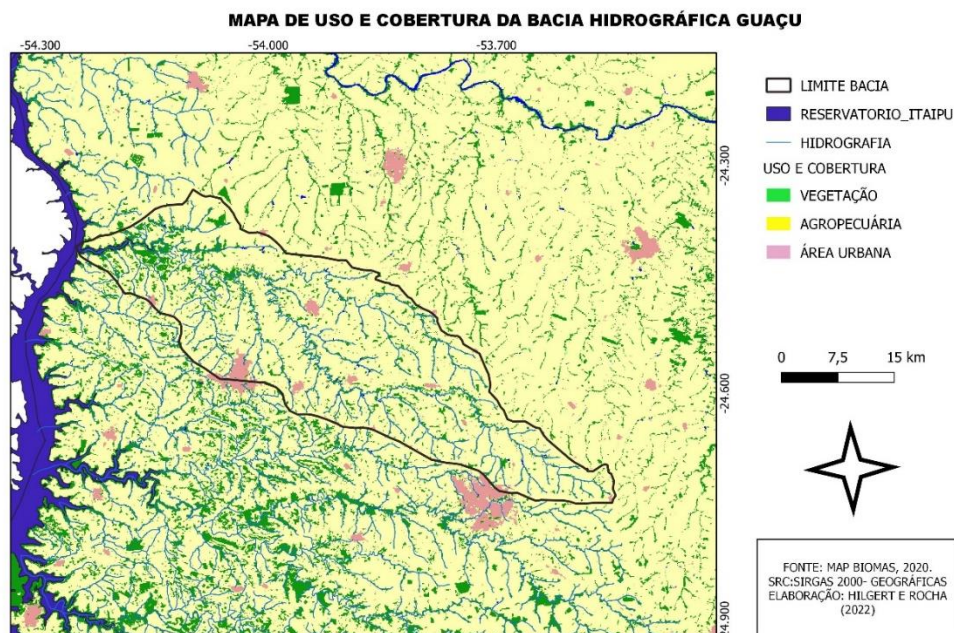 MAPA DE USO E COBERTURA DA BACIA HIDROGRÁFICA GUAÇU
-54.300
-54.000
-53.700
-24.300
-24.600
-24.900
LIMITE BACIA
RESERVATORIO_ITAIPU
HIDROGRAFIA
USO E COBERTURA
VEGETAÇÃO
AGROPECUÁRIA
ÁREA URBANA
0 7,5 15 km
FONTE: MAP BIOMAS, 2020.
SRC:SIRGAS 2000- GEOGRÁFICAS
ELABORAÇÃO: HILGERT E ROCHA
(2022)